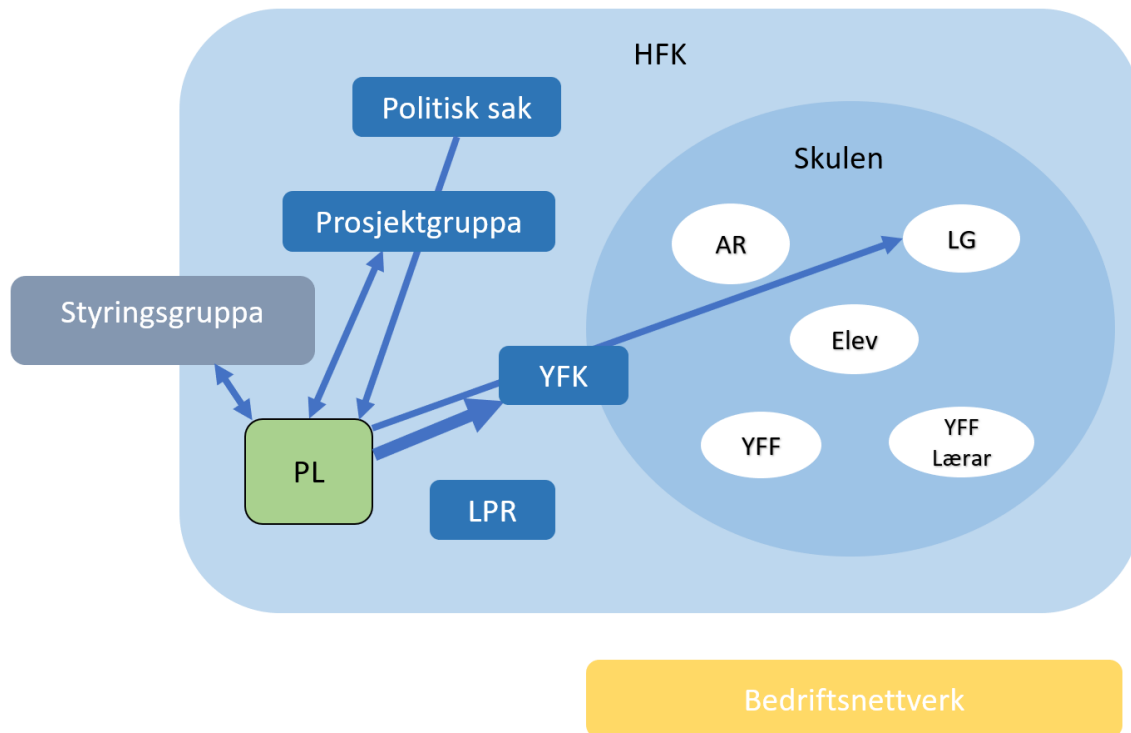 HFK
Politisk sak
Skulen
Prosjektgruppa
AR
LG
Styringsgruppa
Elev
YFK
YFF
YFF
Lærar
PL
LPR
Bedriftsnettverk